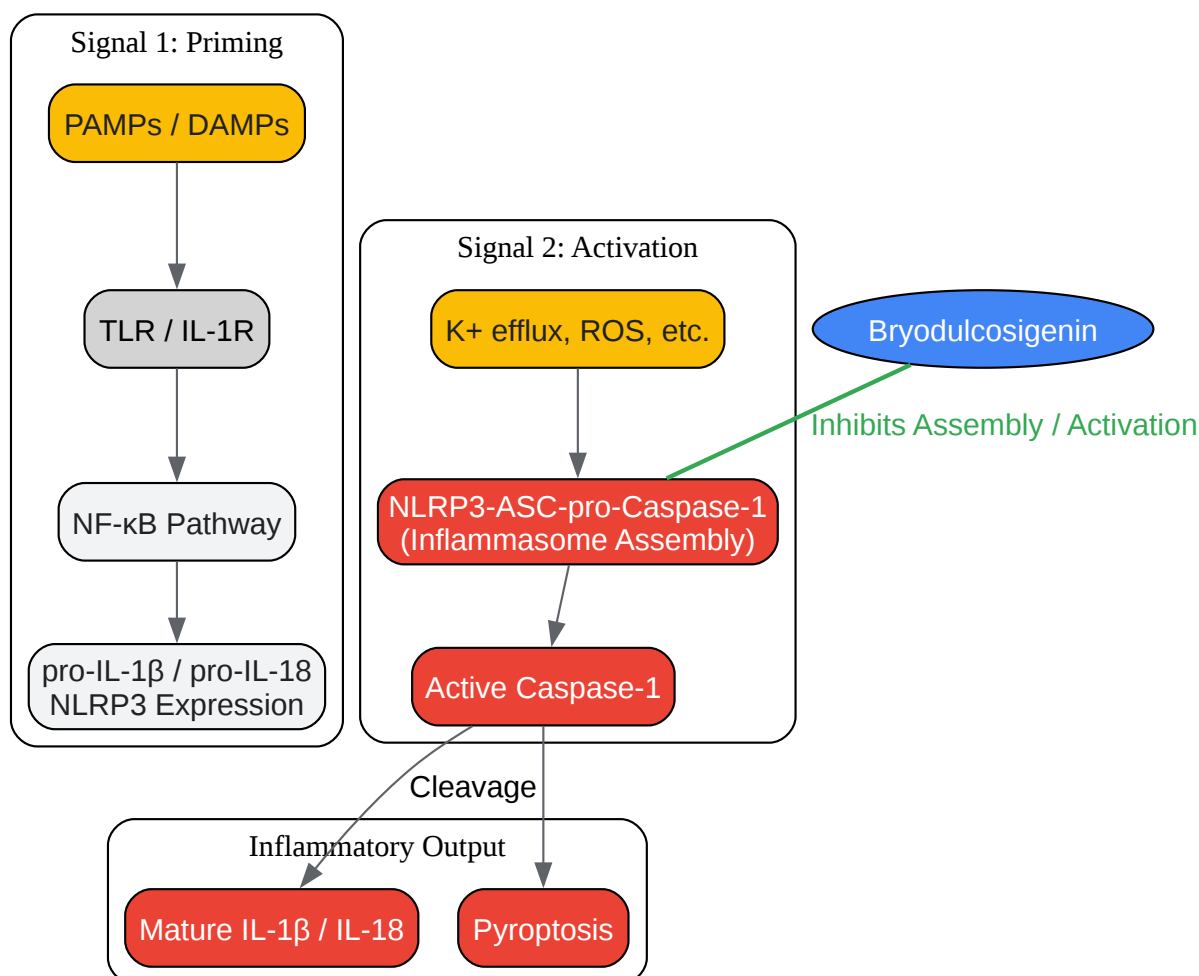 Signal 1: Priming
PAMPs / DAMPs
TLR / IL-1R
NF-κB Pathway
pro-IL-1β / pro-IL-18
NLRP3 Expression
Signal 2: Activation
K+ efflux, ROS, etc.
Bryodulcosigenin
Inhibits Assembly / Activation
NLRP3-ASC-pro-Caspase-1
(Inflammasome Assembly)
Active Caspase-1
Cleavage
Inflammatory Output
Mature IL-1β / IL-18
Pyroptosis